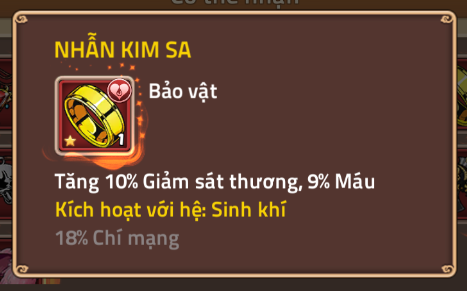 NHẪN KIM SA
Bảo vật
1
Tăng 10% Giảm sát thương, 9% Máu
Kích hoạt với hệ: Sinh khí
18% Chí mạng